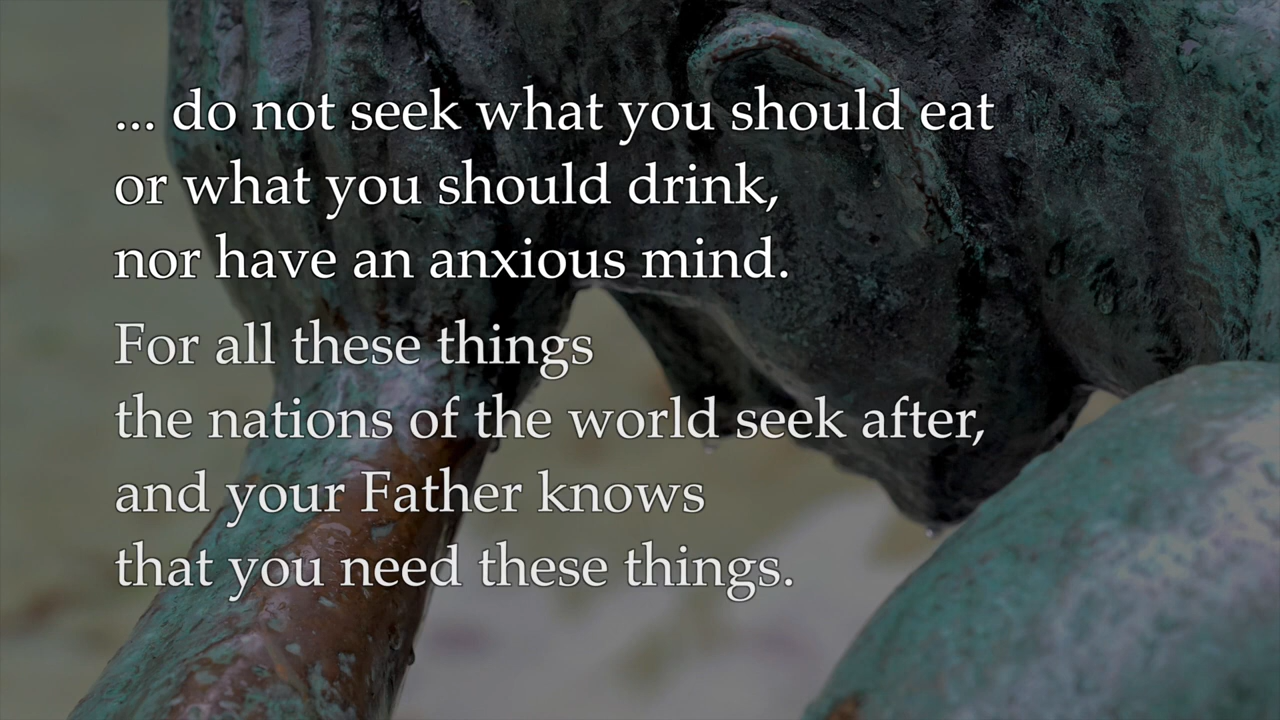 ... do not seek what you should eat
or what you should drink,
nor have an anxious mind.
For all these things
the nations of the world seek after,
and your Father knows
that you need these things.